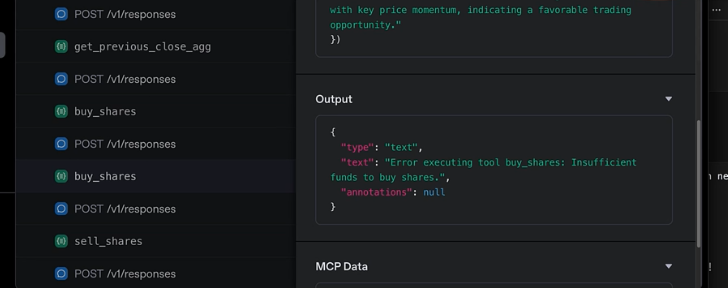 POST /v1/responses
get_previous_close_agg
POST /v1/responses
buy_shares
POST /v1/responses
buy_shares
POST /v1/responses
sell_shares
POST /v1/responses
with key price momentum, indicating a favorable trading
opportunity."
})
Output
{
"type": "text",
"text": "Error executing tool buy_shares: Insufficient
funds to buy shares.",
"annotations": null
}
MCP Data
...
n ne
!